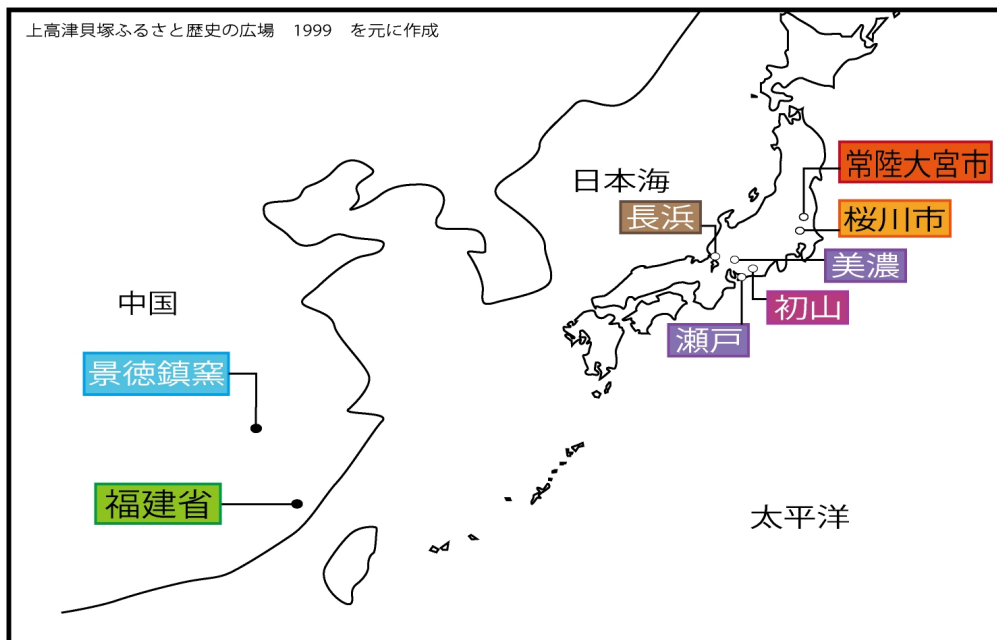 上高津貝塚ふるさと歴史の広場　1999　を元に作成
常陸大宮市
日本海
長浜
桜川市
美濃
中国
初山
瀬戸
景徳鎮窯
福建省
太平洋